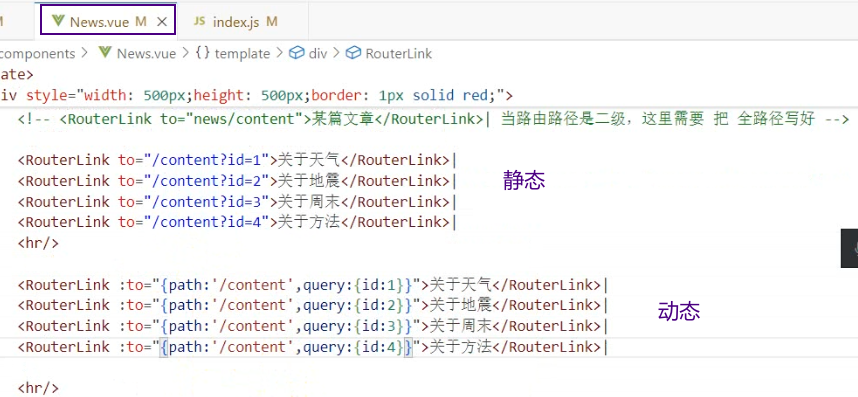 M
News.vue M ×
JS index.js M
components > News.vue > {} template > div > RouterLink
ate>
iv style="width: 500px;height: 500px;border: 1px solid red;">
<!-- <RouterLink to="news/content">某篇文章</RouterLink>| 当路由路径是二级，这里需要 把 全路径写好 -->
<RouterLink to="/content?id=1">关于天气</RouterLink>|
<RouterLink to="/content?id=2">关于地震</RouterLink>|
<RouterLink to="/content?id=3">关于周末</RouterLink>|
<RouterLink to="/content?id=4">关于方法</RouterLink>|
静态
<hr/>
<RouterLink :to="{path:'/content',query:{id:1}}">关于天气</RouterLink>|
<RouterLink :to="{path:'/content',query:{id:2}}">关于地震</RouterLink>|
<RouterLink :to="{path:'/content',query:{id:3}}">关于周末</RouterLink>|
<RouterLink :to="{path:'/content',query:{id:4}}">关于方法</RouterLink>|
动态
<hr/>